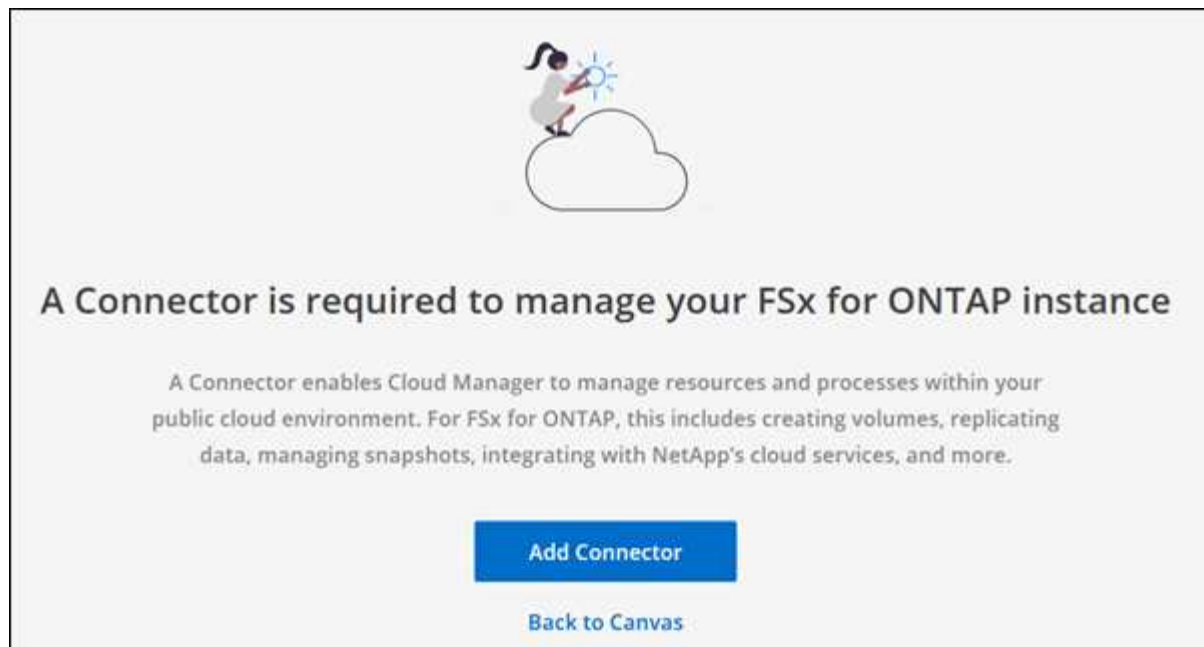 A Connector is required to manage your FSx for ONTAP instance
A Connector enables Cloud Manager to manage resources and processes within your
public cloud environment. For FSx for ONTAP, this includes creating volumes, replicating
data, managing snapshots, integrating with NetApp's cloud services, and more.
Add Connector
Back to Canvas